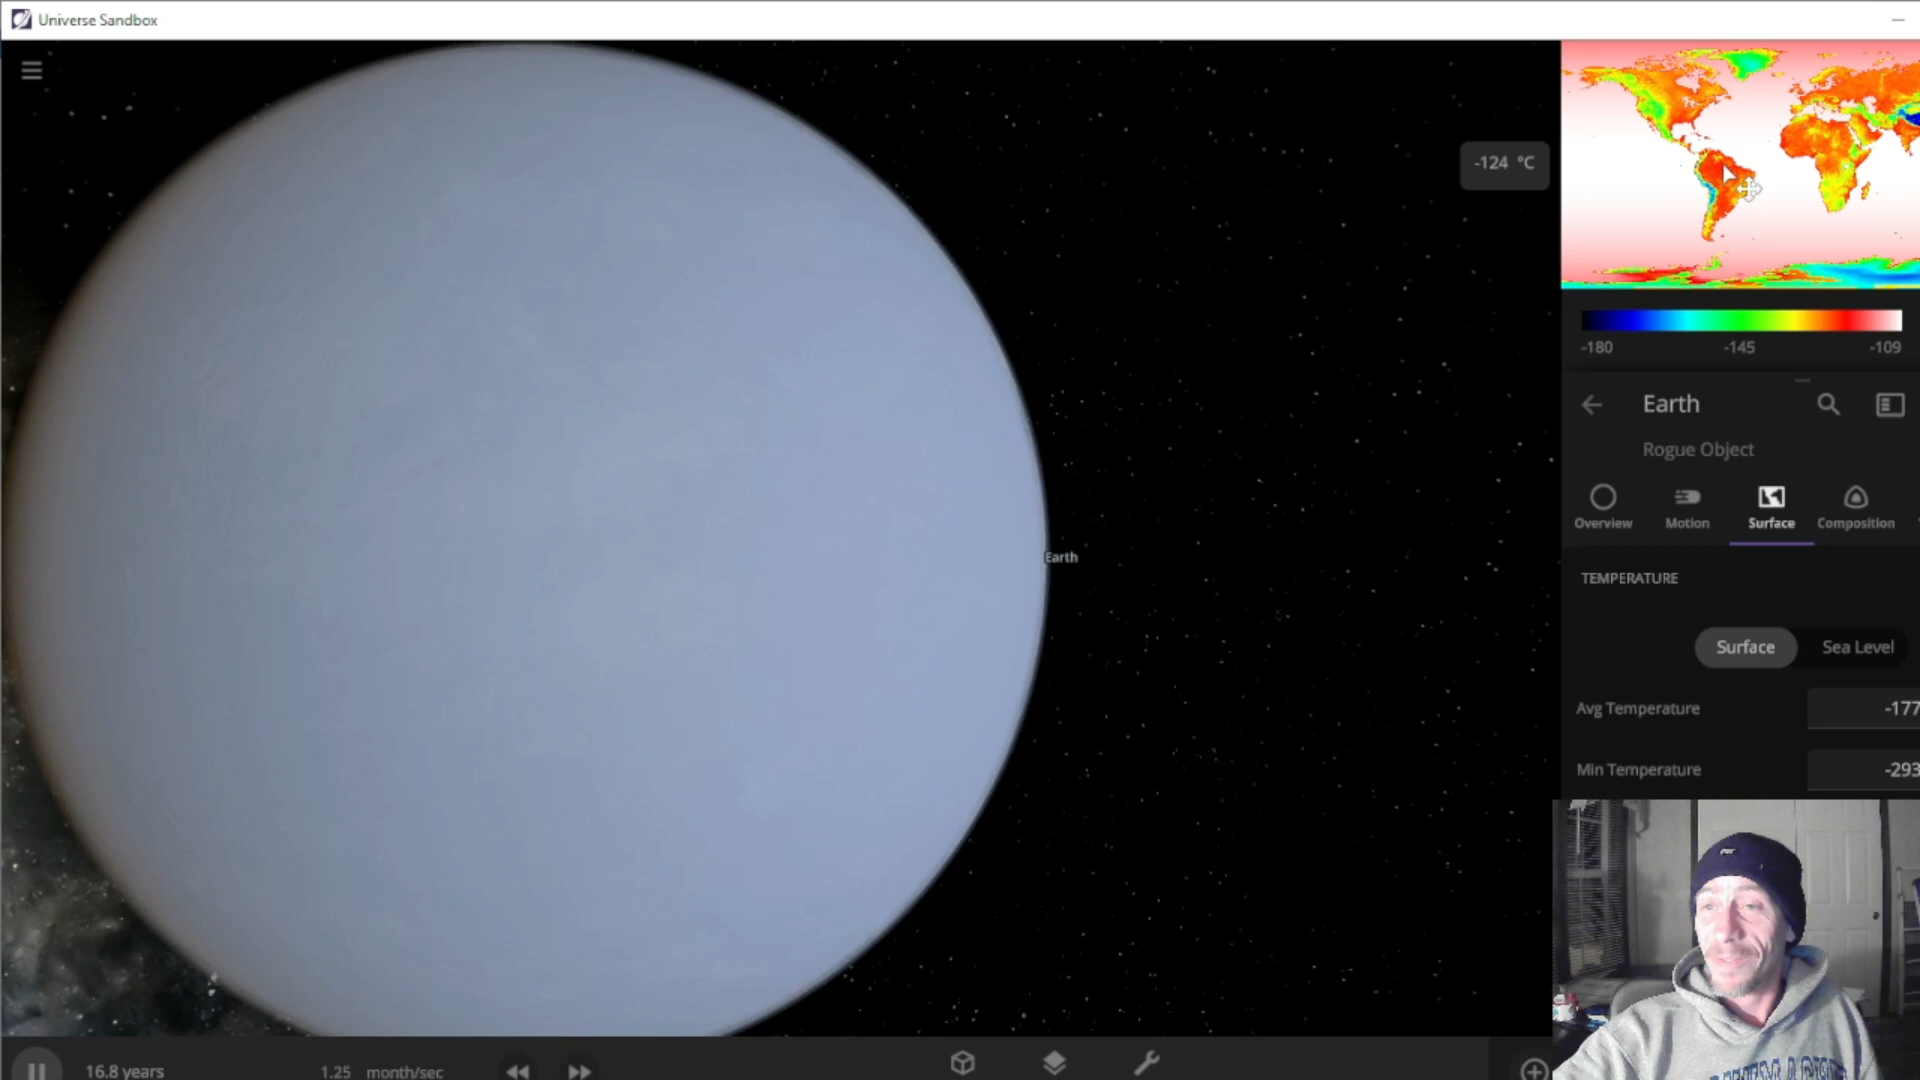 Universe Sandbox
-124 °C
-180
-145
-109
Earth
Rogue Object
Overview
Motion
Surface
Composition
Earth
TEMPERATURE
Surface
Sea Level
Avg Temperature
-177
Min Temperature
-293
16.8 years
1.25 month/sec